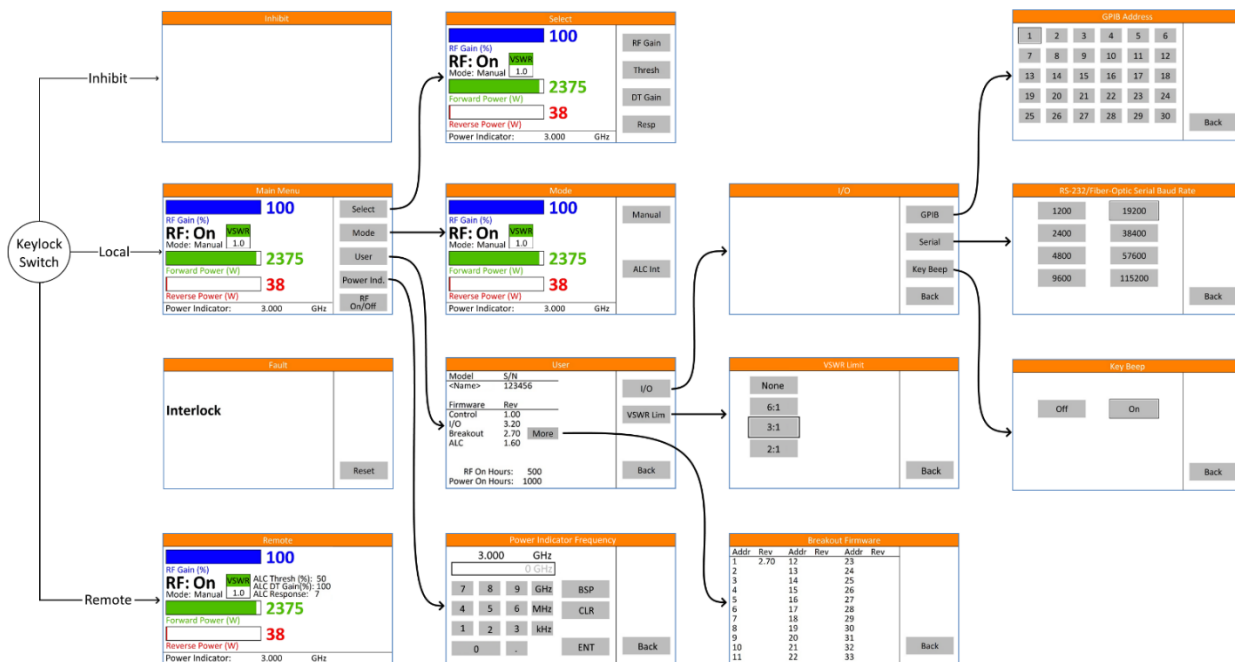 Keylock
Switch
Inhibit
Local
Remote
Inhibit
Select
100
RF Gain (%)
RF: On
VSWR
1.0
Mode: Manual
2375
Forward Power (W)
38
Reverse Power (W)
Power Indicator: 3.000 GHz
RF Gain
Thresh
DT Gain
Resp
GPIB Address
1 2 3 4 5 6
7 8 9 10 11 12
13 14 15 16 17 18
19 20 21 22 23 24
25 26 27 28 29 30
Back
Main Menu
100
RF Gain (%)
RF: On
VSWR
1.0
Mode: Manual
2375
Forward Power (W)
38
Reverse Power (W)
Power Indicator: 3.000 GHz
Select
Mode
User
Power Ind.
RF
On/Off
Mode
100
RF Gain (%)
RF: On
VSWR
1.0
Mode: Manual
2375
Forward Power (W)
38
Reverse Power (W)
Power Indicator: 3.000 GHz
Manual
ALC Int
I/O
GPIB
Serial
Key Beep
Back
RS-232/Fiber-Optic Serial Baud Rate
1200 19200
2400 38400
4800 57600
9600 115200
Back
Fault
Interlock
Reset
User
Model S/N
<Name> 123456
Firmware Rev
Control 1.00
I/O 3.20
Breakout 2.70 More
ALC 1.60
RF On Hours: 500
Power On Hours: 1000
I/O
VSWR Lim
Back
VSWR Limit
None
6:1
3:1
2:1
Back
Key Beep
Off On
Back
Remote
100
RF Gain (%)
RF: On
VSWR
1.0
Mode: Manual
ALC Thresh (%): 50
ALC DT Gain(%): 100
ALC Response: 7
2375
Forward Power (W)
38
Reverse Power (W)
Power Indicator: 3.000 GHz
Power Indicator Frequency
3.000 GHz
0 GHz
7 8 9 GHz BSP
4 5 6 MHz CLR
1 2 3 kHz
0 . ENT
Back
Breakout Firmware
Addr Rev Addr Rev Addr Rev
1 2.70 12 23
2 13 24
3 14 25
4 15 26
5 16 27
6 17 28
7 18 29
8 19 30
9 20 31
10 21 32
11 22 33
Back